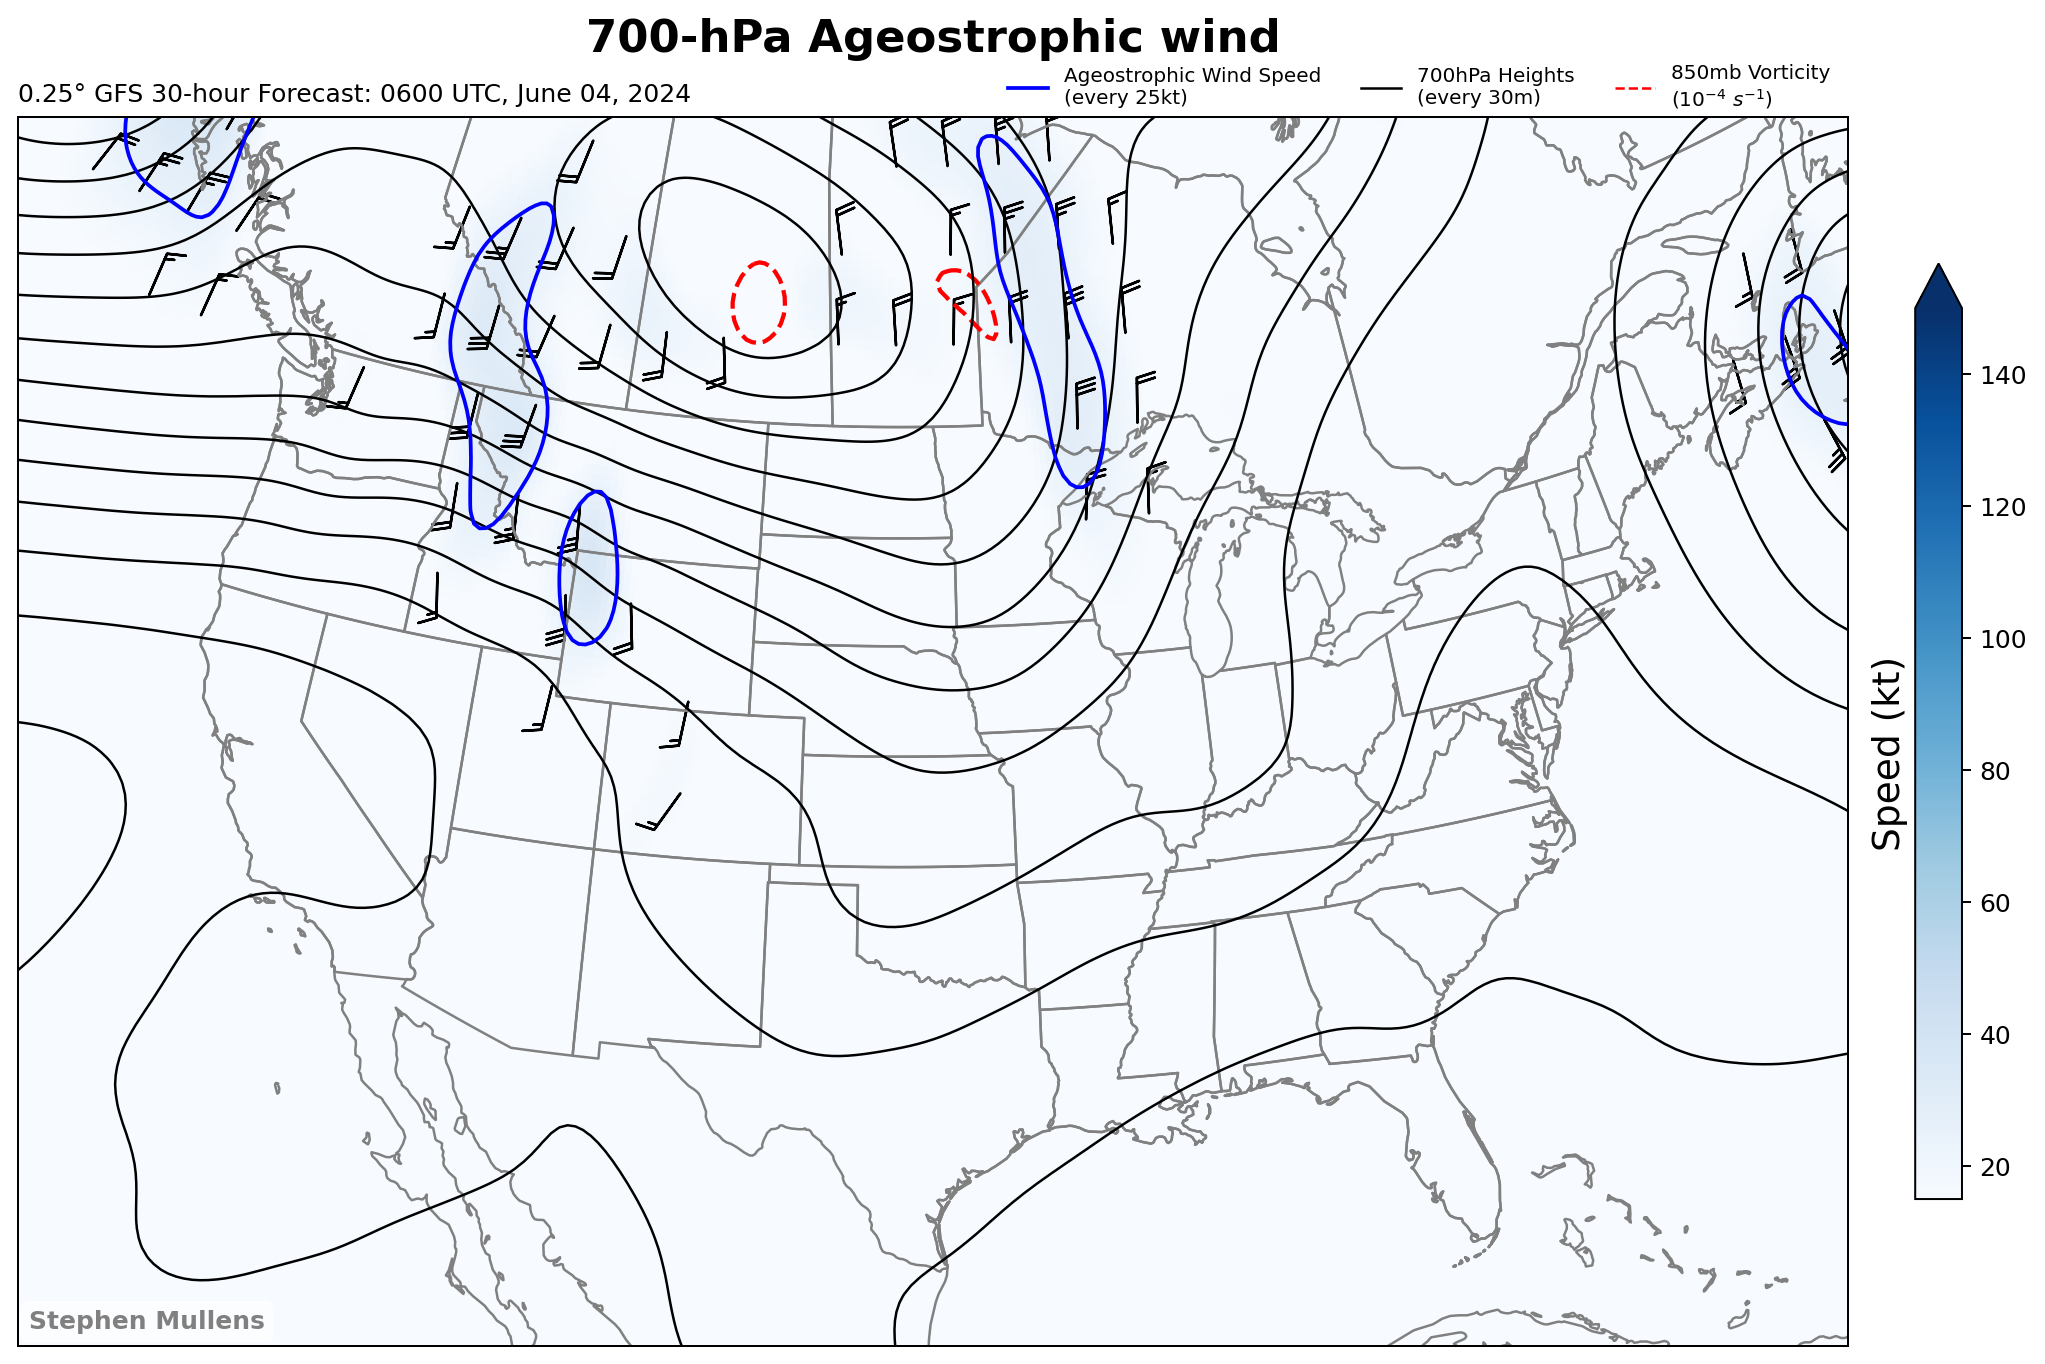 700-hPa Ageostrophic wind
0.25° GFS 30-hour Forecast: 0600 UTC, June 04, 2024
Ageostrophic Wind Speed
(every 25kt)
700hPa Heights
(every 30m)
850mb Vorticity
(10⁻⁴ s⁻¹)
140
120
100
80
60
40
20
Speed (kt)
Stephen Mullens